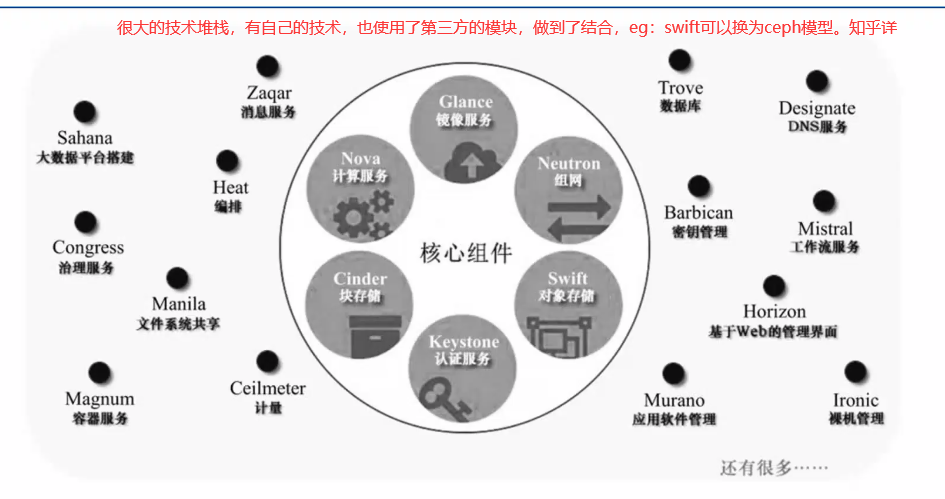 很大的技术堆栈，有自己的技术，也使用了第三方的模块，做到了结合，eg：swift可以换为ceph模型。知乎详
Zaqar
消息服务
Sahana
大数据平台搭建
Heat
编排
Congress
治理服务
Manila
文件系统共享
Magnum
容器服务
Ceilmeter
计量
Glance
镜像服务
Nova
计算服务
Neutron
组网
核心组件
Cinder
块存储
Swift
对象存储
Keystone
认证服务
Trove
数据库
Designate
DNS服务
Barbican
密钥管理
Mistral
工作流服务
Horizon
基于Web的管理界面
Murano
应用软件管理
Ironic
裸机管理
还有很多……